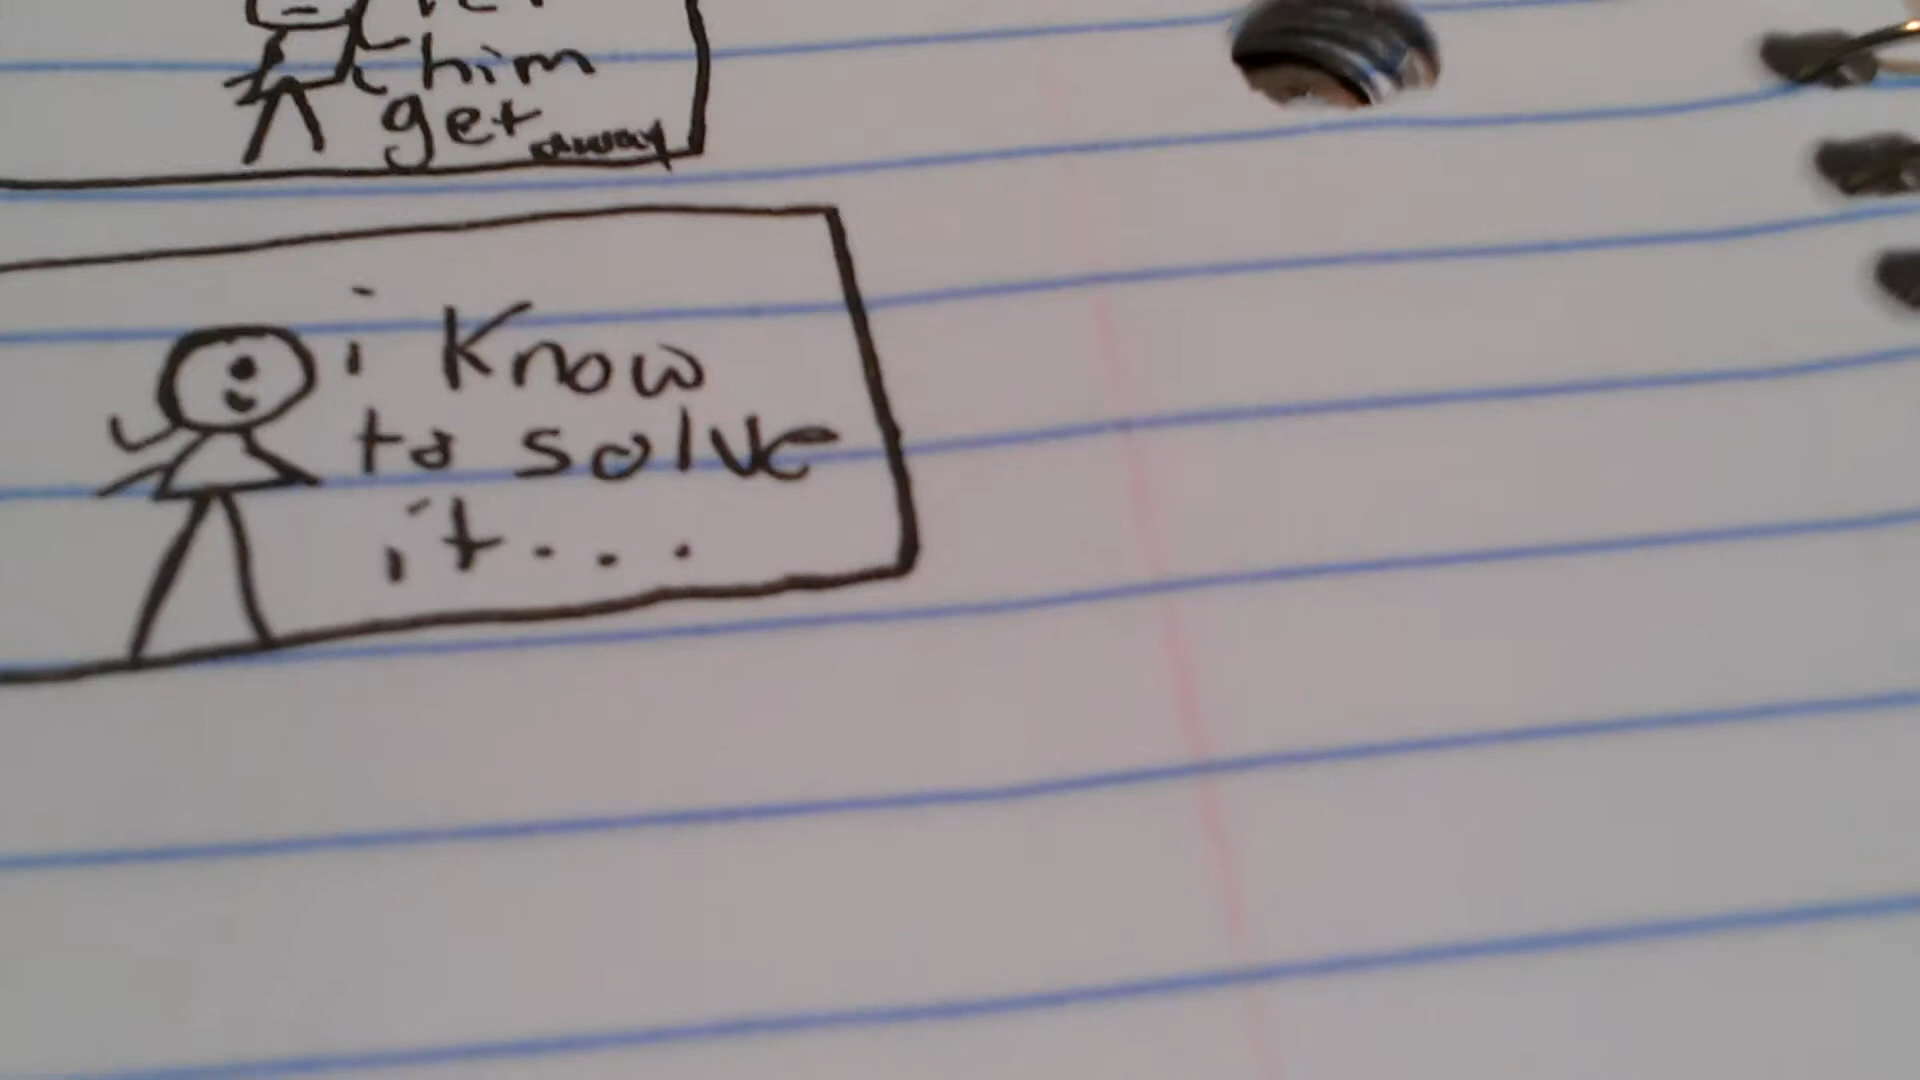 him
get away
i know
to solve
it...